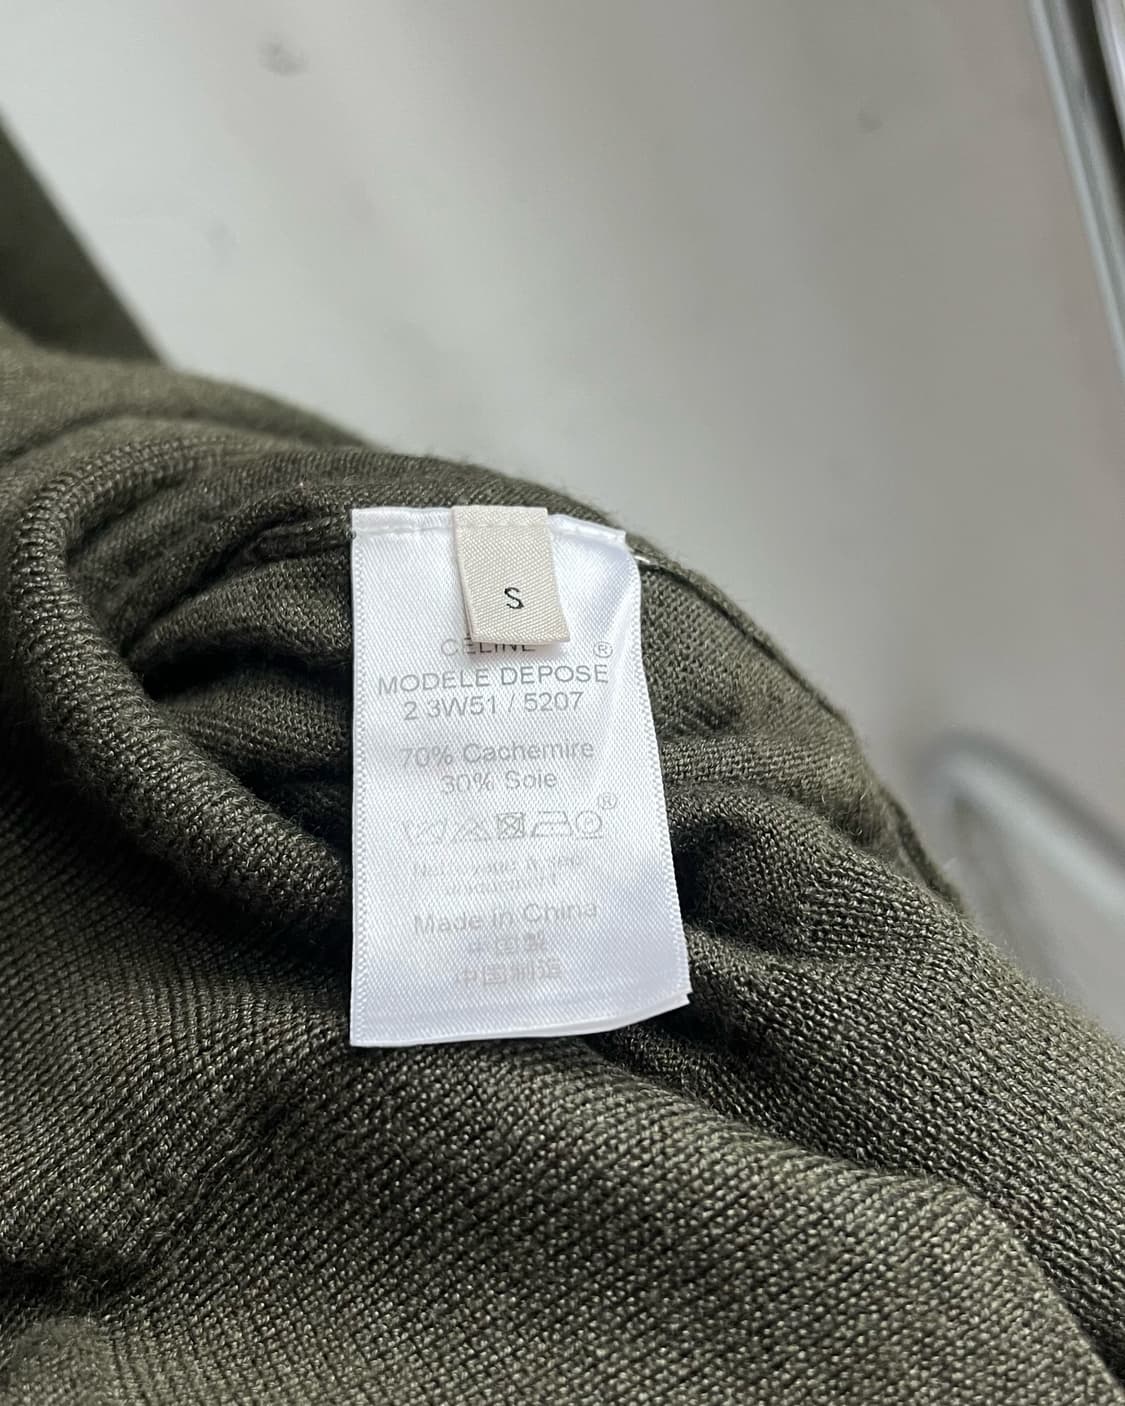 S
CÉLINE ®
MODELE DEPOSE
2 3W51 / 5207
70% Cachemire
30% Soie
®
Made in China
中国製
中国制造